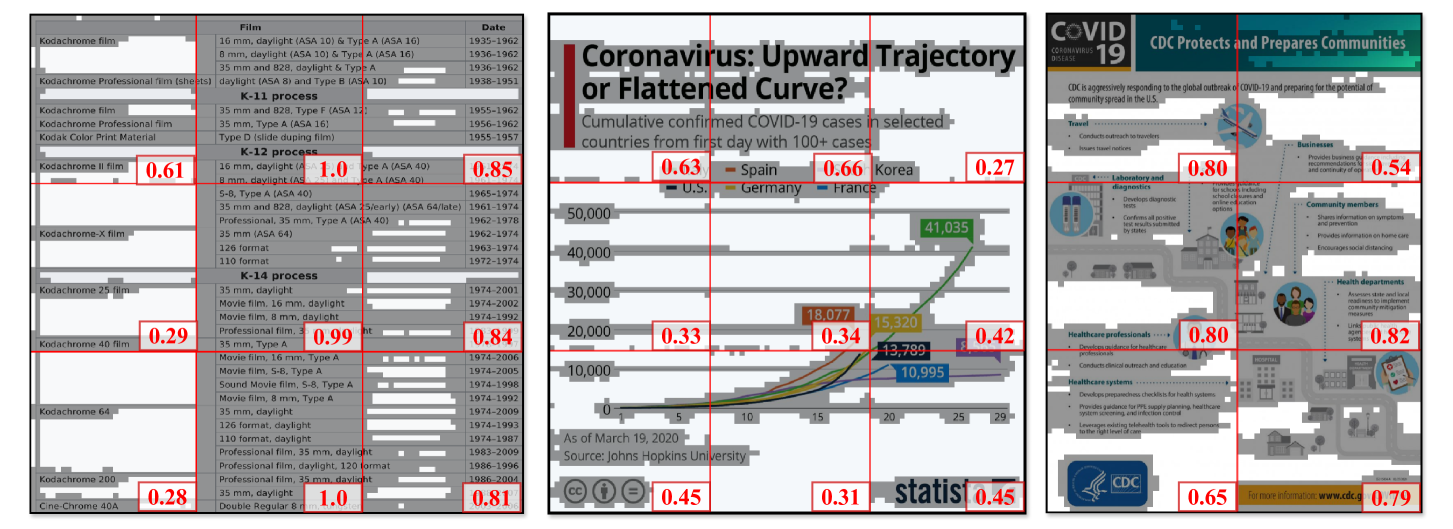 Film Date
Kodachrome film 16 mm, daylight (ASA 10) & Type A (ASA 16) 1935–1962
8 mm, daylight (ASA 10) & Type A (ASA 16) 1936–1962
35 mm and 828, daylight & Type A 1936–1962
Kodachrome Professional film (sheets) daylight (ASA 8) and Type B (ASA 10) 1938–1951
K-11 process
Kodachrome film 35 mm and 828, Type F (ASA 12) 1955–1962
Kodachrome Professional film 35 mm, Type A (ASA 16) 1956–1962
Kodak Color Print Material Type D (slide duping film) 1955–1957
K-12 process
Kodachrome II film 16 mm, daylight (ASA 25) and Type A (ASA 40)
8 mm, daylight (ASA 25) and Type A (ASA 40)
0.61 1.0 0.85
S-8, Type A (ASA 40) 1965–1974
35 mm and 828, daylight (ASA 25/early) (ASA 64/late) 1961–1974
Professional, 35 mm, Type A (ASA 40) 1962–1978
Kodachrome-X film 35 mm (ASA 64) 1962–1974
126 format 1963–1974
110 format 1972–1974
K-14 process
Kodachrome 25 film 35 mm, daylight 1974–2001
Movie film, 16 mm, daylight 1974–2002
Movie film, 8 mm, daylight 1974–1992
Professional film, 35 mm, daylight
Kodachrome 40 film 35 mm, Type A
0.29 0.99 0.84
Movie film, 16 mm, Type A 1974–2006
Movie film, S-8, Type A 1974–2005
Sound Movie film, S-8, Type A 1974–1998
Movie film, 8 mm, Type A 1974–1992
Kodachrome 64 35 mm, daylight 1974–2009
126 format, daylight 1974–1993
110 format, daylight 1974–1987
Professional film, 35 mm, daylight 1983–2009
Professional film, daylight, 120 format 1986–1996
Kodachrome 200 Professional film, 35 mm, daylight 1986–2004
35 mm, daylight
Cine-Chrome 40A Double Regular 8 mm,
0.28 1.0 0.81
Coronavirus: Upward Trajectory
or Flattened Curve?
Cumulative confirmed COVID-19 cases in selected
countries from first day with 100+ cases
0.63 0.66 0.27
Spain Korea
U.S. Germany France
50,000
41,035
40,000
30,000
18,077
15,320
20,000
0.33 0.34 0.42
13,789
10,000
10,995
0
1 5 10 15 20 25 29
As of March 19, 2020
Source: Johns Hopkins University
cc
statist
0.45 0.31 0.45
COVID
CORONAVIRUS
DISEASE
19
CDC Protects and Prepares Communities
CDC is aggressively responding to the global outbreak of COVID-19 and preparing for the potential of
community spread in the U.S.
Travel
Conducts outreach to travelers
Issues travel notices
Businesses
Provides business
recommendations
and continuity of
0.80 0.54
Laboratory and
diagnostics
Develops diagnostic
tests
Confirms all positive
test results submitted
by states
for schools including
school closures and
online education
options
Community members
Shares information on symptoms
and prevention
Provides information on home care
Encourages social distancing
Health departments
Assesses state and local
readiness to implement
community mitigation
measures
0.80 0.82
Healthcare professionals
Develops guidance for healthcare
professionals
Conducts clinical outreach and education
Healthcare systems
Develops preparedness checklists for health systems
Provides guidance for PPE supply planning, healthcare
system screening, and infection control
Leverages existing telehealth tools to redirect persons
to the right level of care
HOSPITAL
CDC
For more information: www.cdc.g
0.65 0.79